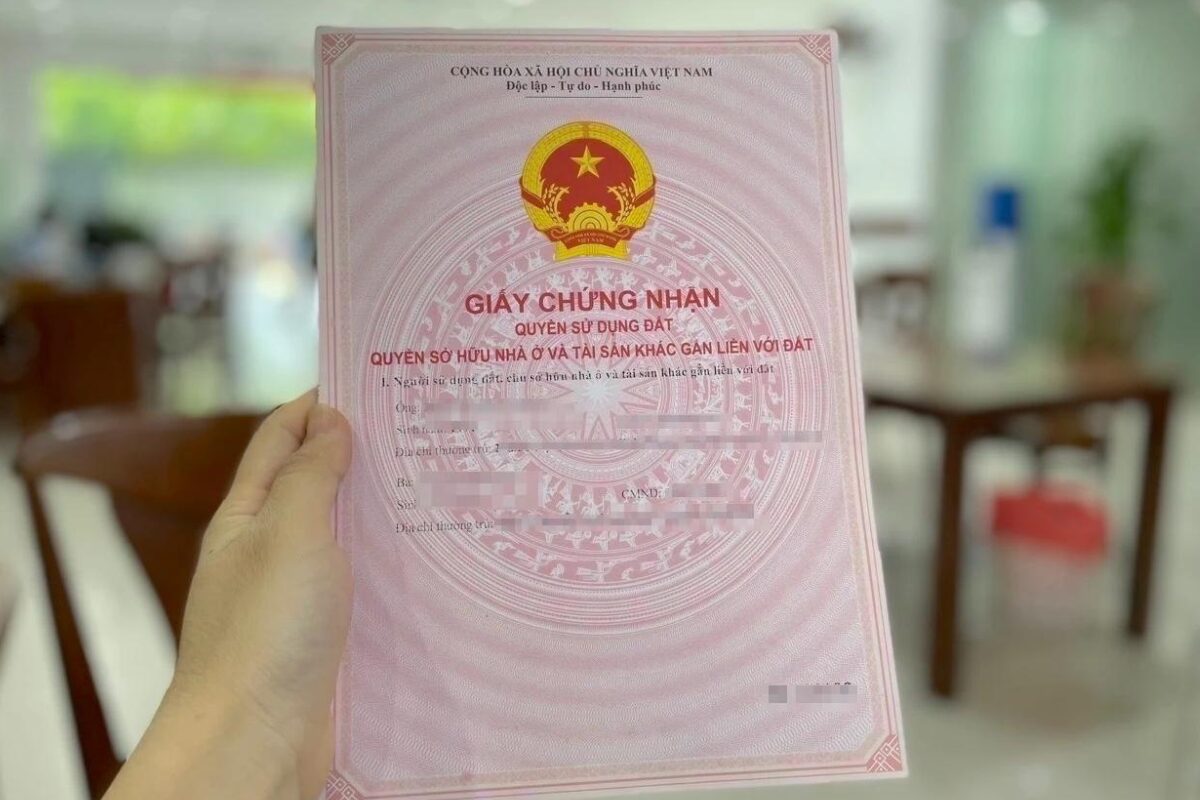 CỘNG HÒA XÃ HỘI CHỦ NGHĨA VIỆT NAM
Độc lập - Tự do - Hạnh phúc
VIỆT NAM
GIẤY CHỨNG NHẬN
QUYỀN SỬ DỤNG ĐẤT
QUYỀN SỞ HỮU NHÀ Ở VÀ TÀI SẢN KHÁC GẮN LIỀN VỚI ĐẤT
I. Người sử dụng đất, chủ sở hữu nhà ở và tài sản khác gắn liền với đất
Ông:
Địa chỉ thường trú:
Bà:
CMND:
Địa chỉ thường trú: